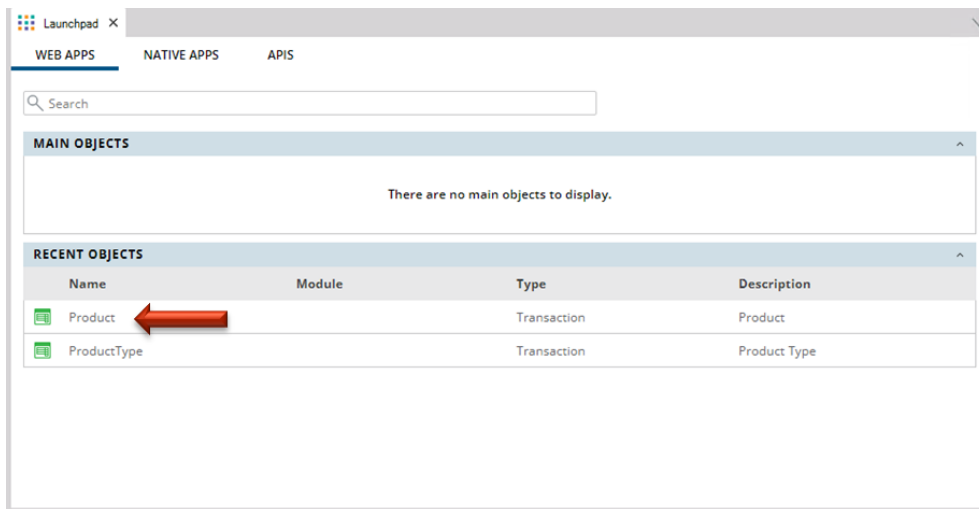 Launchpad
WEB APPS NATIVE APPS APIS
Search
MAIN OBJECTS
There are no main objects to display.
RECENT OBJECTS
Name Module Type Description
Product Transaction Product
ProductType Transaction Product Type